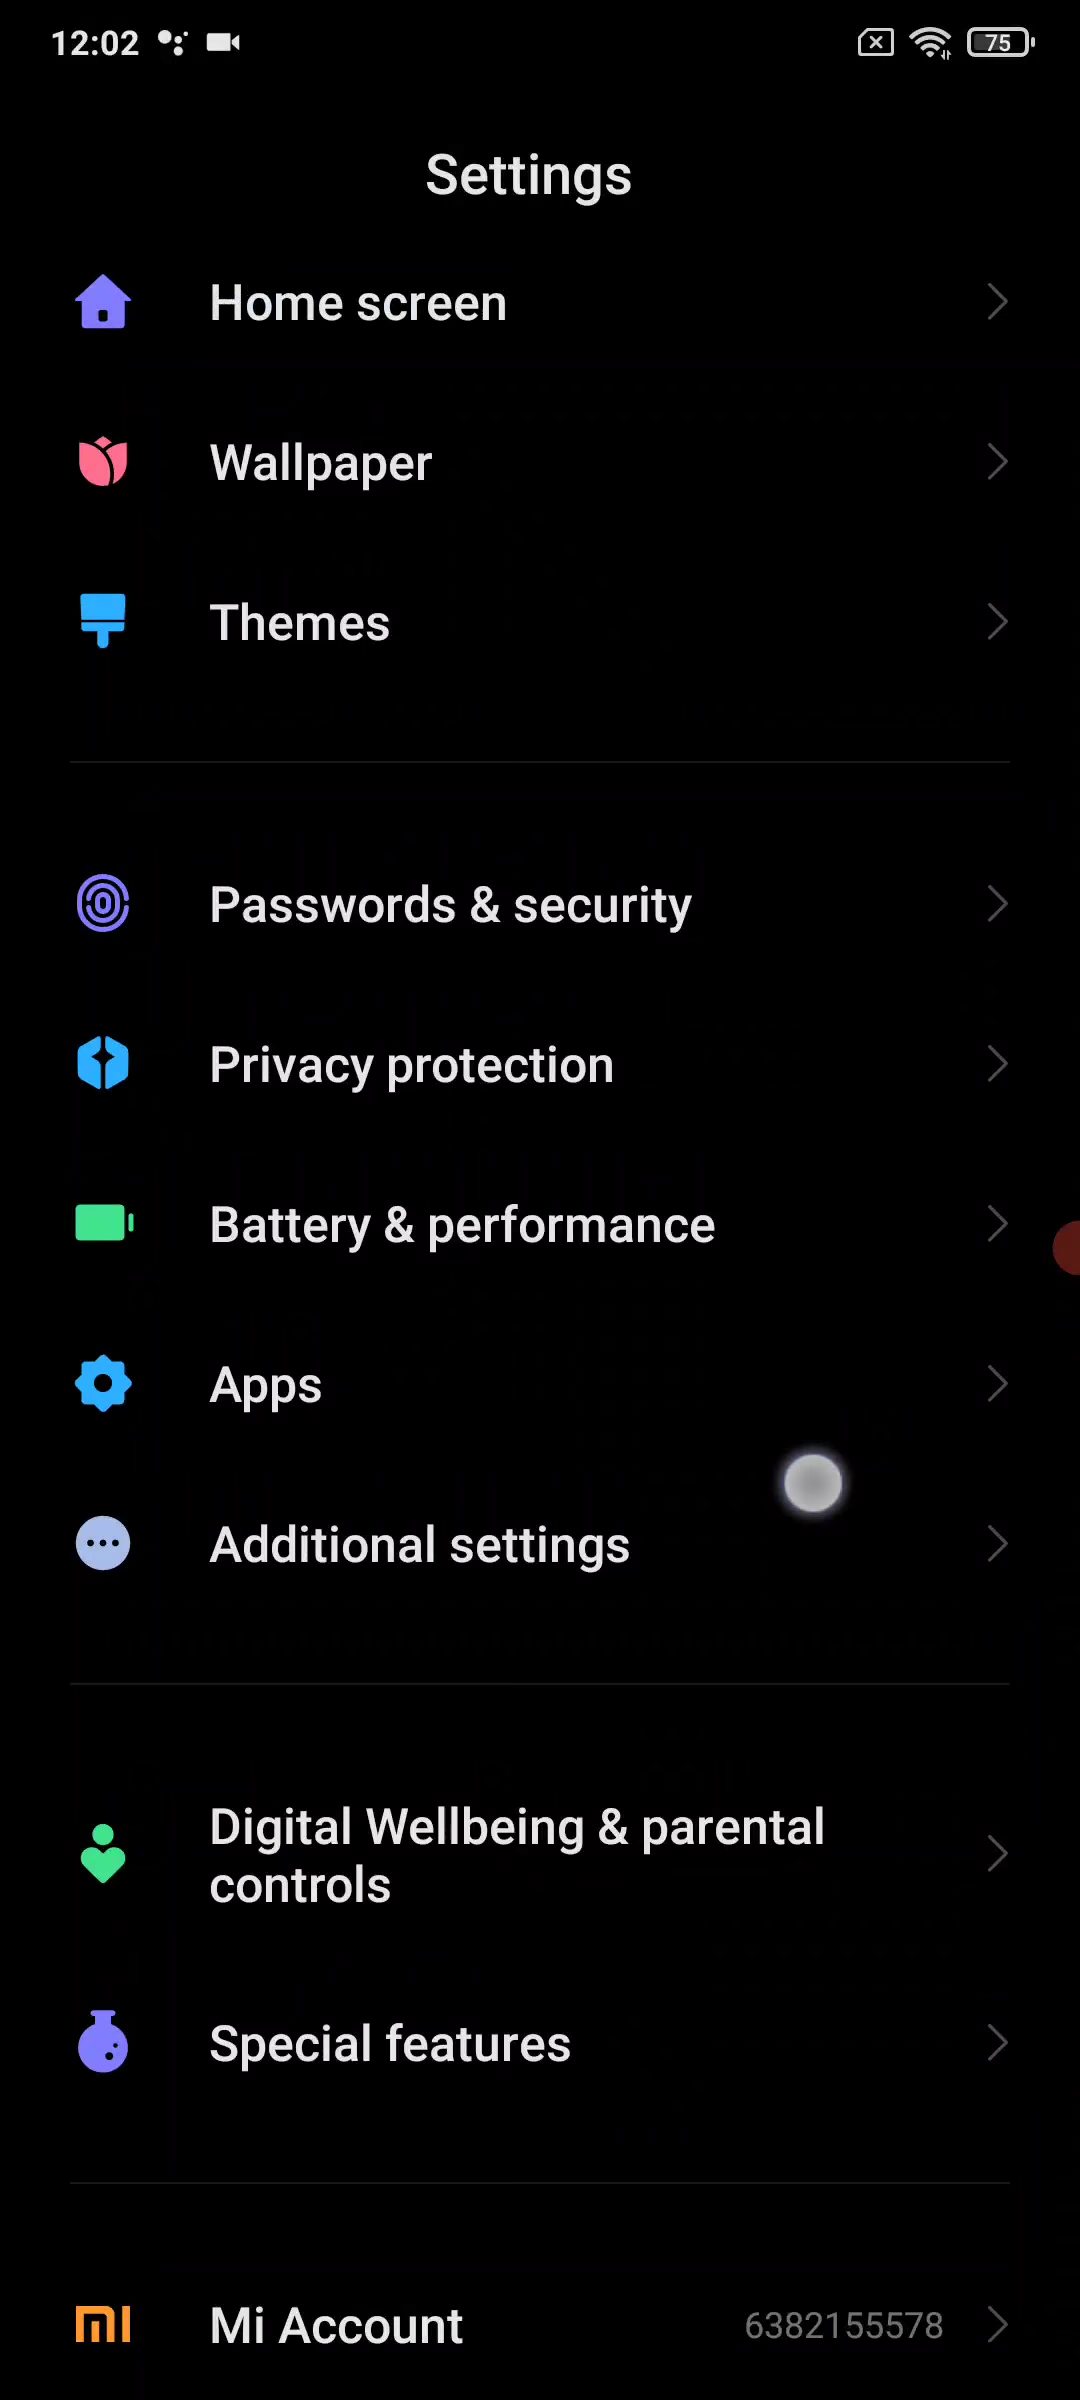 12:02
75
Settings
Home screen
Wallpaper
Themes
Passwords & security
Privacy protection
Battery & performance
Apps
Additional settings
Digital Wellbeing & parental
controls
Special features
Mi Account 6382155578